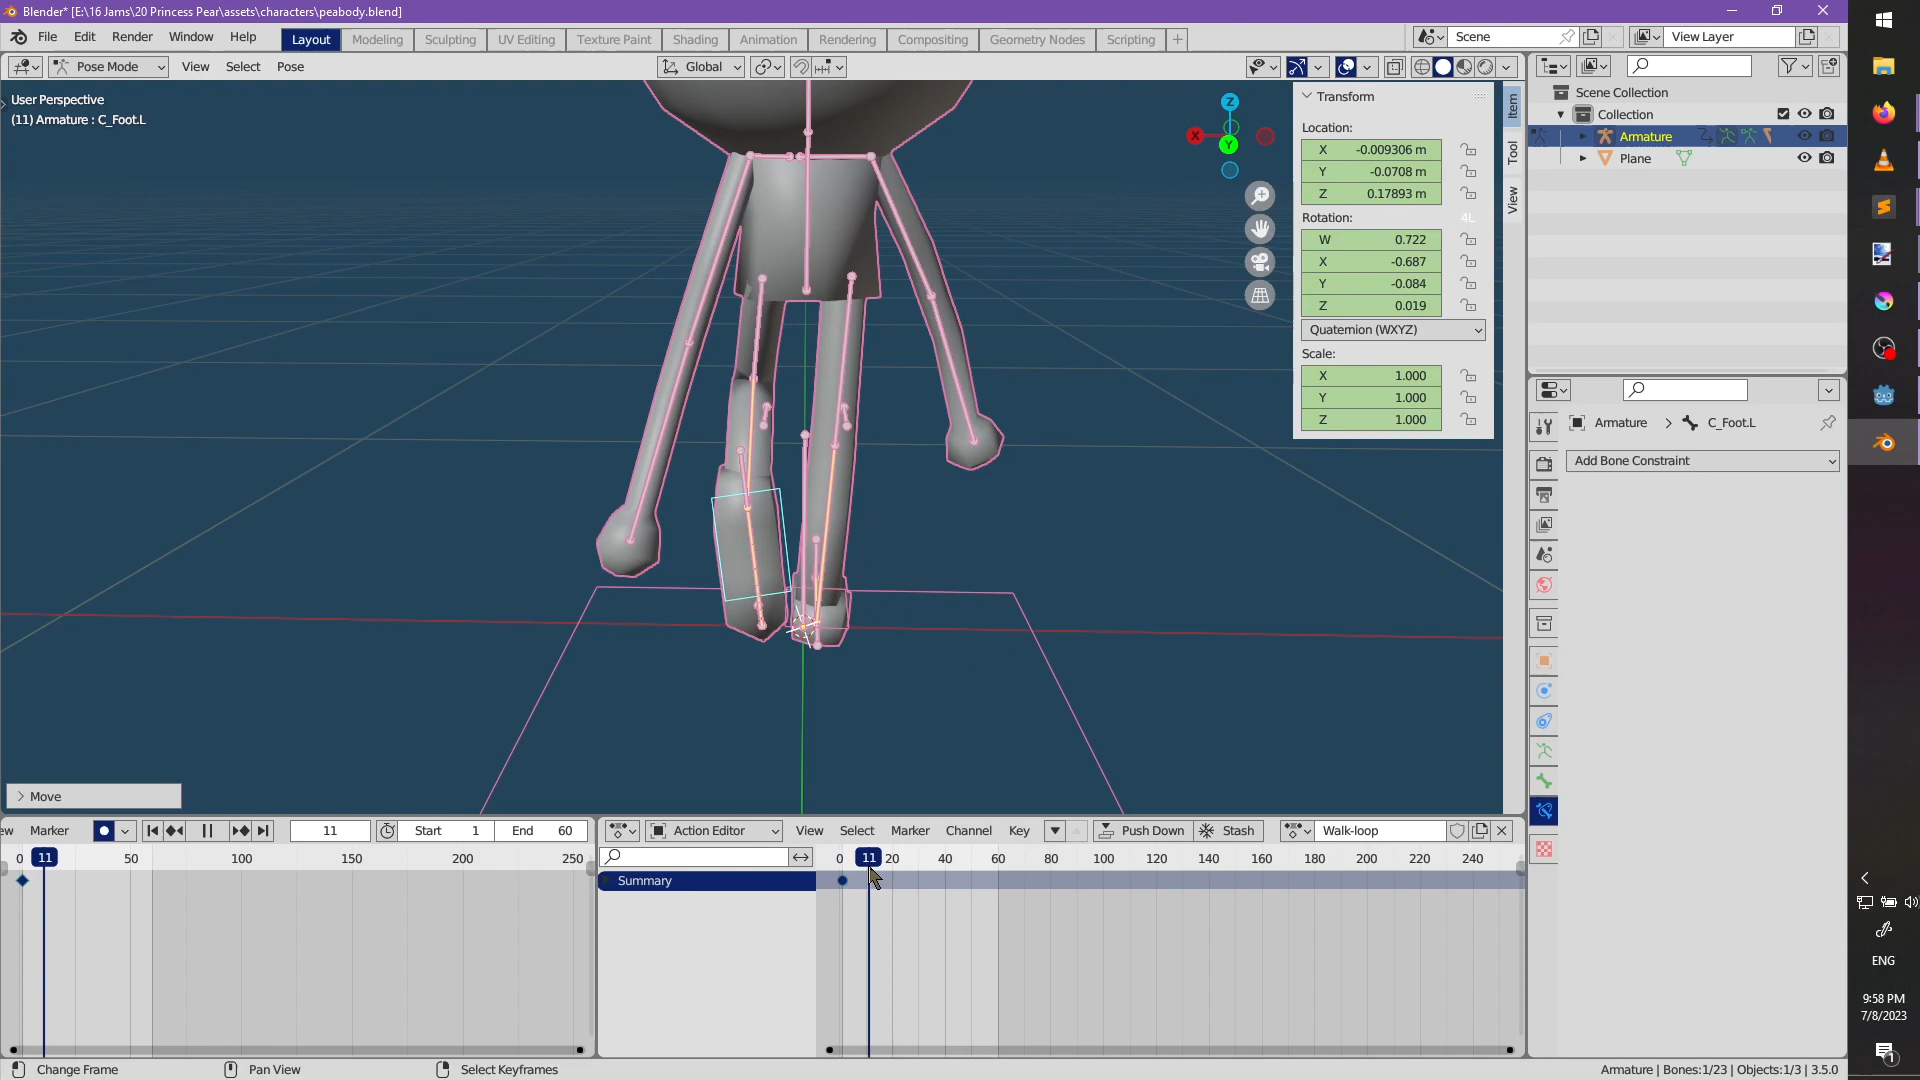 Blender* [E:\16 Jams\20 Princess Pear\assets\characters\peabody.blend]
File Edit Render Window Help
Layout Modeling Sculpting UV Editing Texture Paint Shading Animation Rendering Compositing Geometry Nodes Scripting +
Scene
View Layer
Pose Mode View Select Pose
Global
User Perspective
(11) Armature : C_Foot.L
Z
X
Y
Transform
Location:
X -0.009306 m
Y -0.0708 m
Z 0.17893 m
Rotation: 4L
W 0.722
X -0.687
Y -0.084
Z 0.019
Quaternion (WXYZ)
Scale:
X 1.000
Y 1.000
Z 1.000
Item
Tool
View
Scene Collection
Collection
Armature
Plane
Armature > C_Foot.L
Add Bone Constraint
> Move
ew Marker 11 Start 1 End 60
0 11 50 100 150 200 250
Action Editor View Select Marker Channel Key Push Down Stash Walk-loop
0 11 20 40 60 80 100 120 140 160 180 200 220 240
Summary
Change Frame Pan View Select Keyframes
Armature | Bones:1/23 | Objects:1/3 | 3.5.0
ENG
9:58 PM
7/8/2023
1